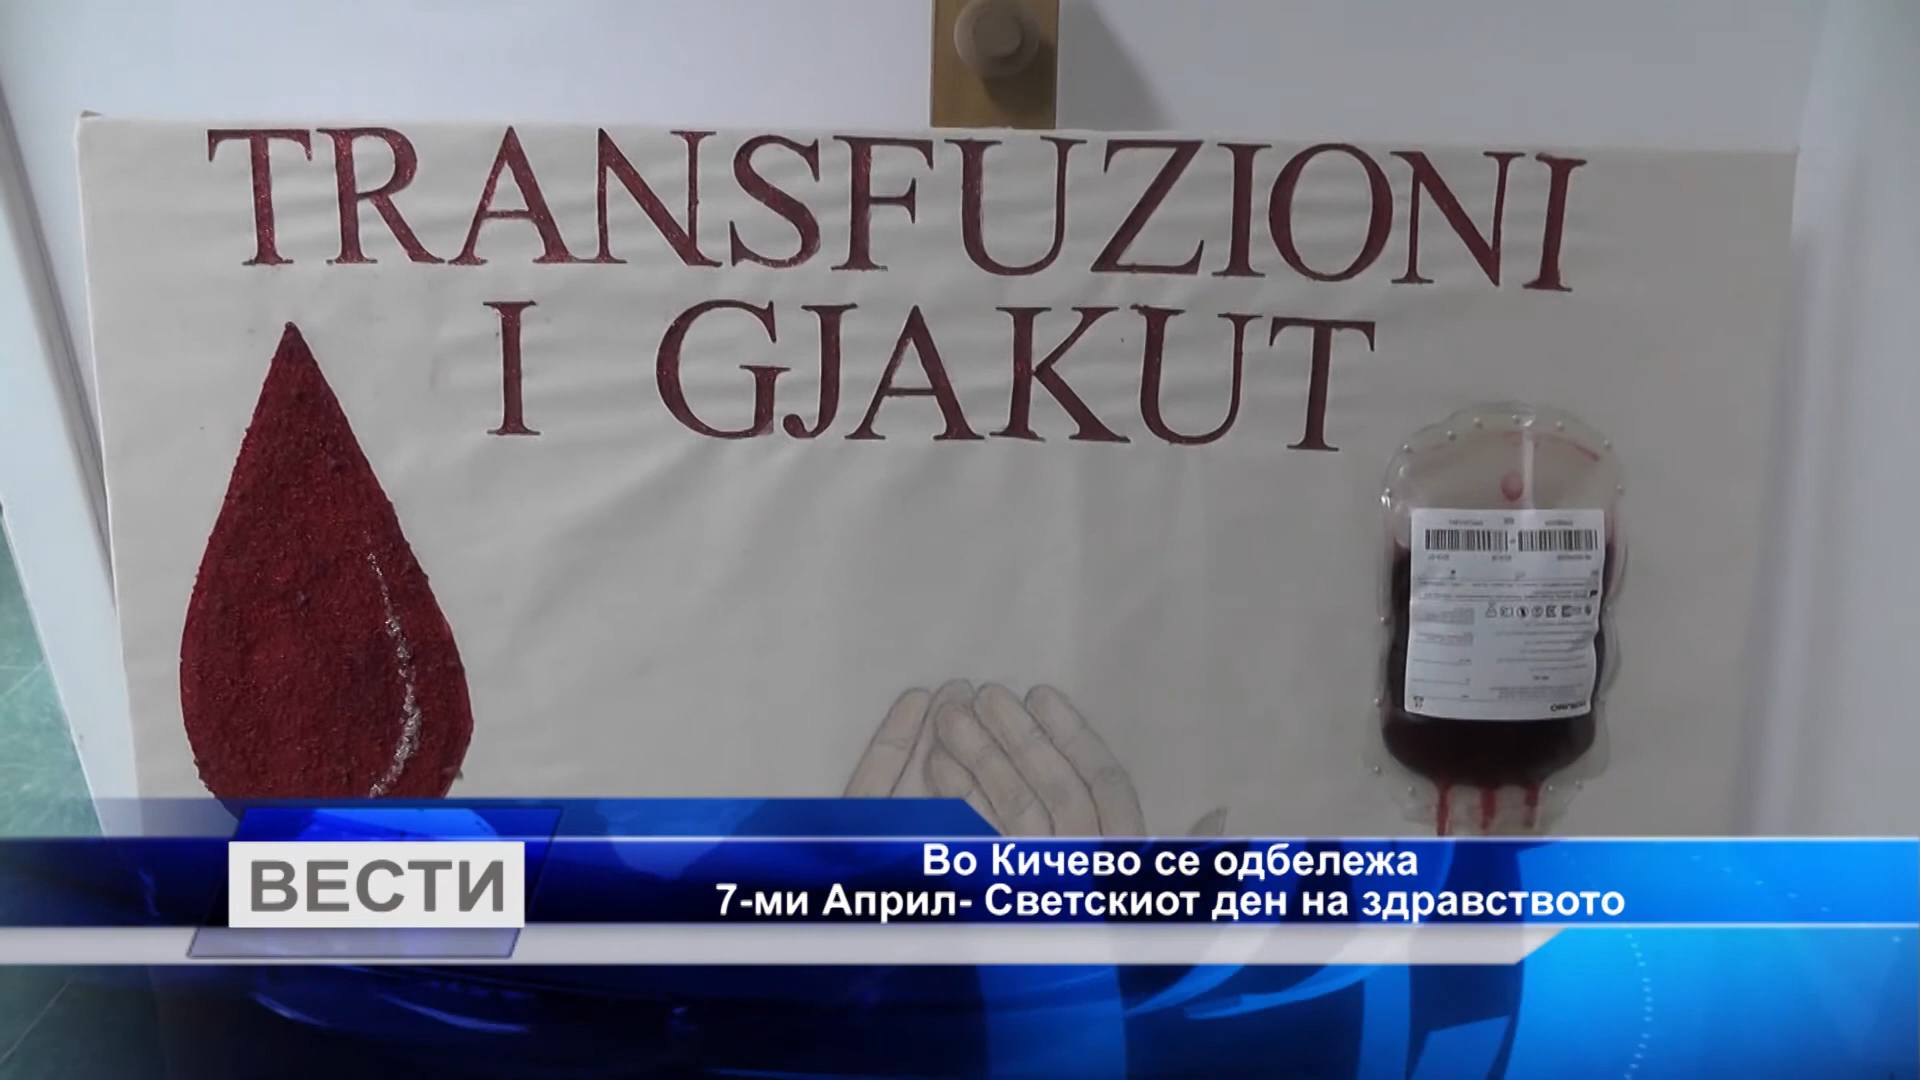 TRANSFUZIONI
I GJAKUT
ВЕСТИ
Во Кичево се одбележа
7-ми Април- Светскиот ден на здравството